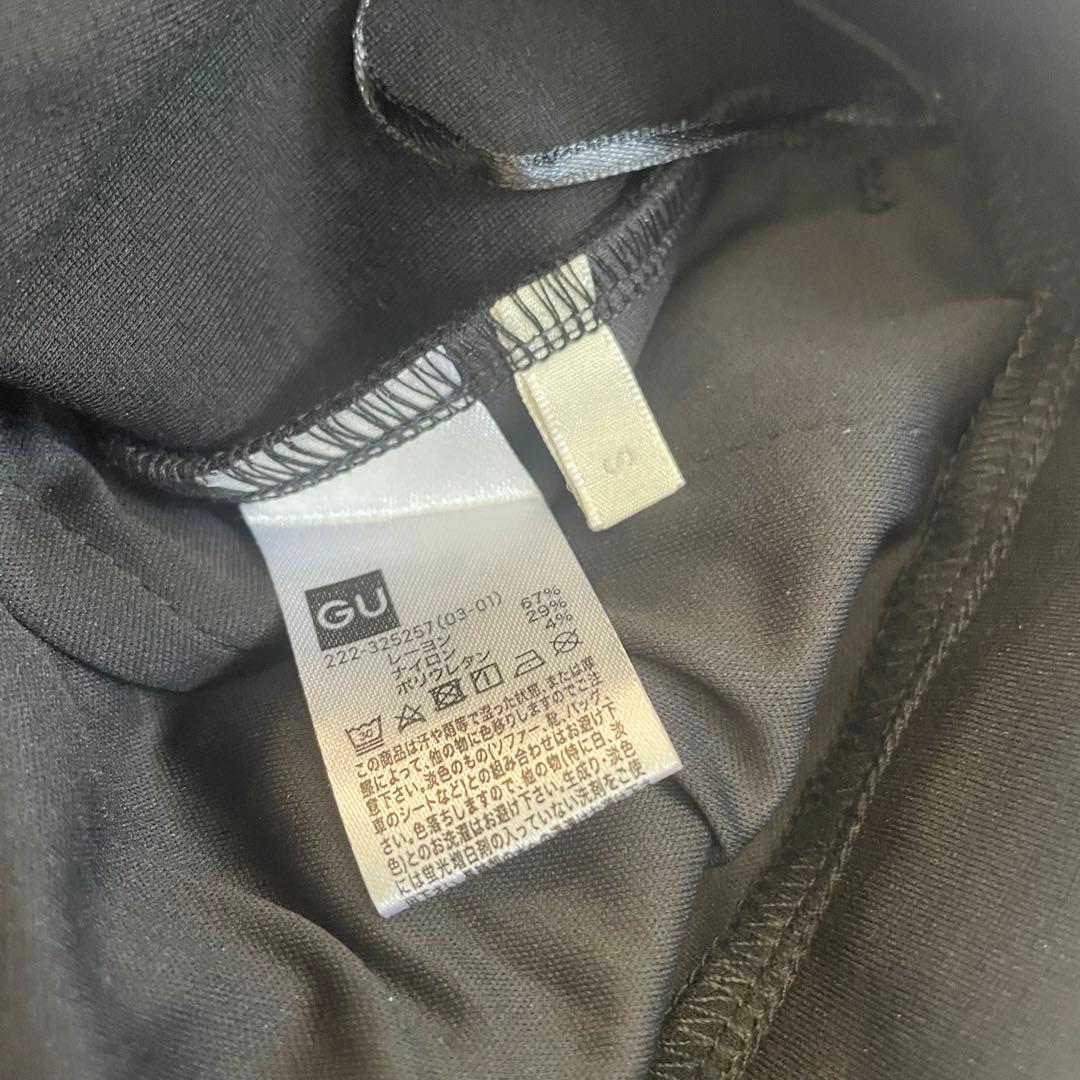 S
GU
222-325257(03-01)
レーヨン 67%
ナイロン 29%
ポリウレタン 4%
30
この商品は汗や雨等で湿った状態、または摩
擦によって、他の物に色移りしますのでご注
意下さい。淡色のもの(ソファー、靴、バッグ、
車のシートなど)との組み合わせはお避け下
さい。色落ちしますので、他の物(特に白、淡
色)とのお洗濯はお避け下さい。生成り、淡色
には蛍光増白剤の入っていない洗剤をご使